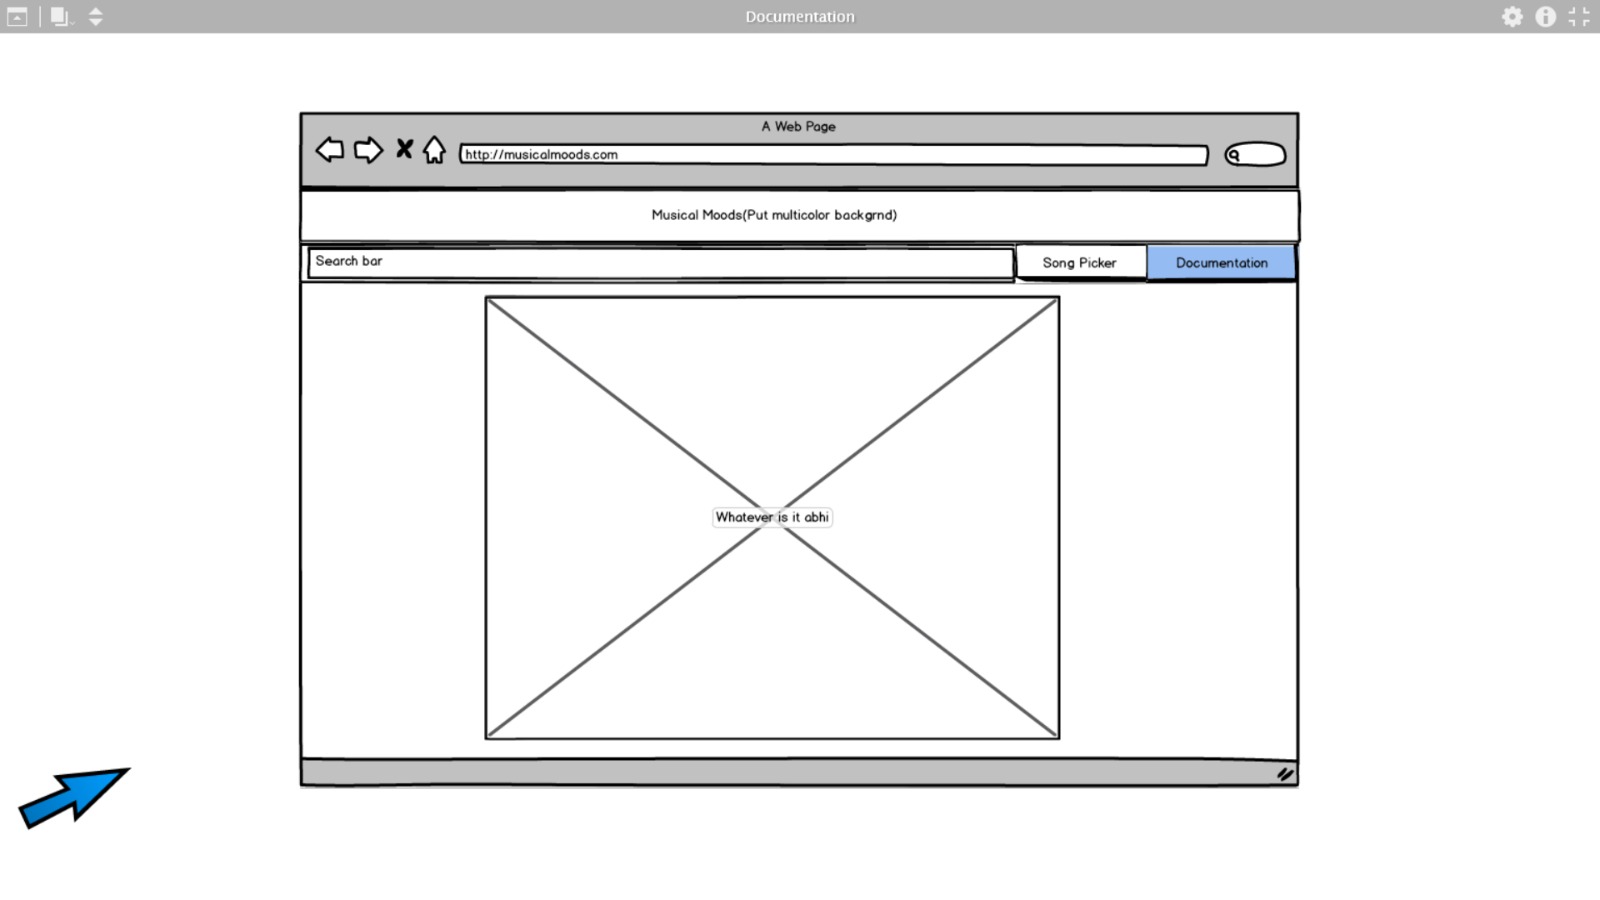 Documentation
A Web Page
http://musicalmoods.com
Musical Moods(Put multicolor backgrnd)
Search bar
Song Picker
Documentation
Whatever is it abhi